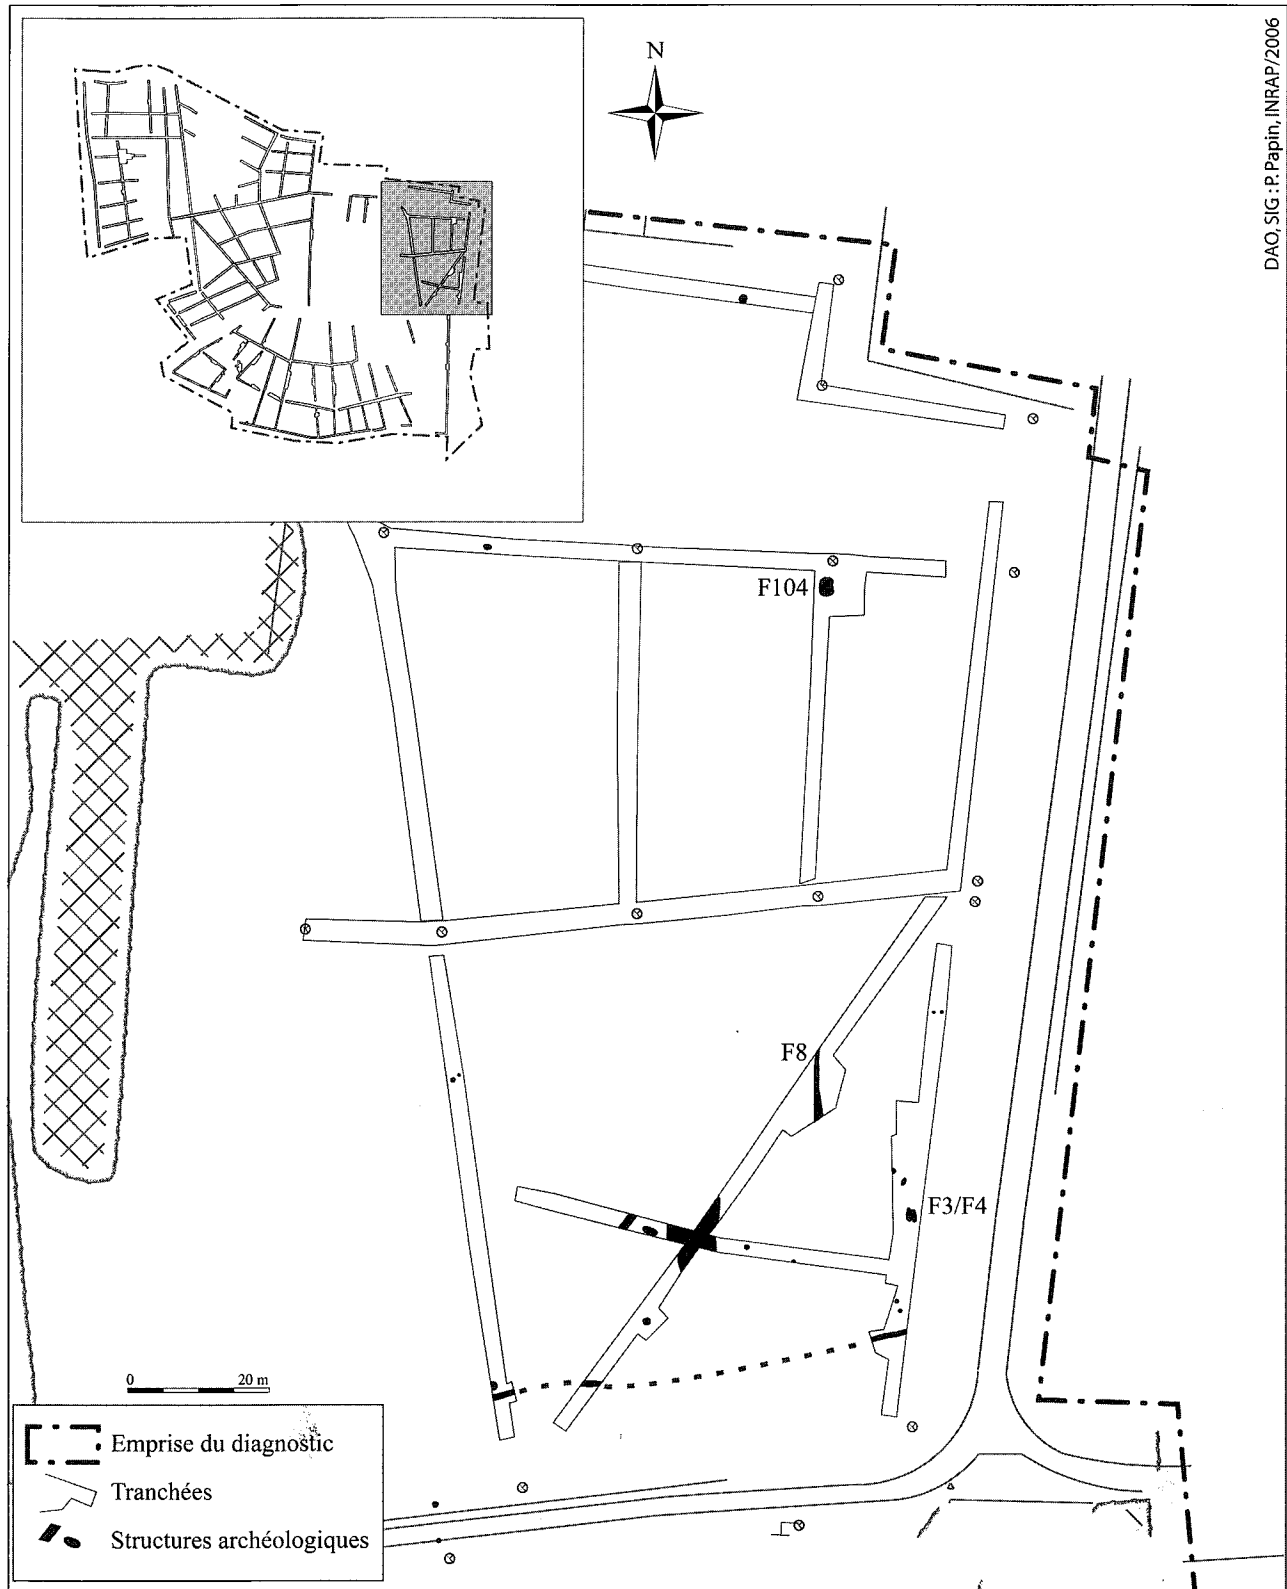 N
DAO, SIG : P. Papin, INRAP/2006
F104
F8
F3/F4
0 20 m
Emprise du diagnostic
Tranchées
Structures archéologiques